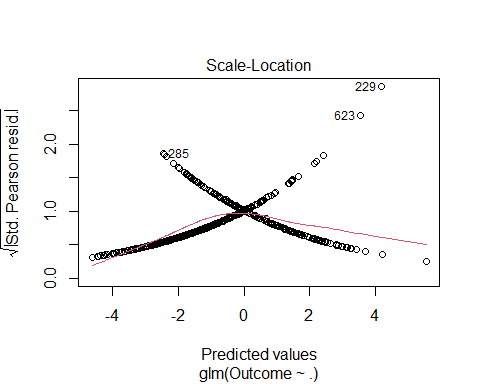 Scale-Location
√|Std. Pearson resid.|
2.0
1.0
0.0
229
623
285
-4 -2 0 2 4
Predicted values
glm(Outcome ~ .)